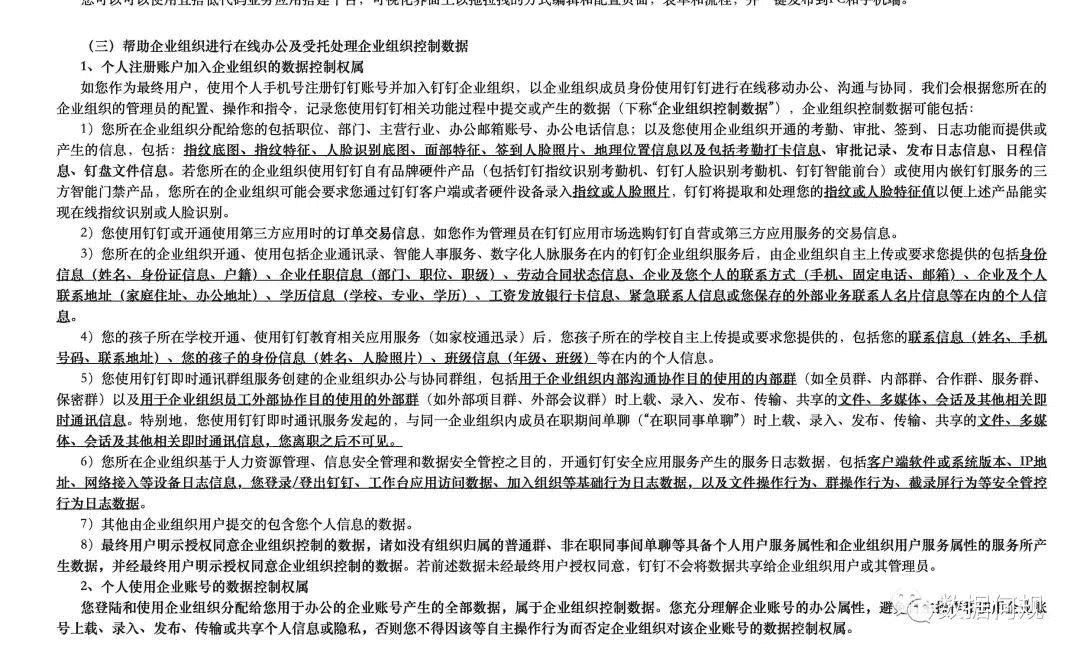 您可以可以使用宜搭低代码业务应用搭建平台，可视化界面上以拖拉拽的方式编辑和配置页面，表单和流程，并一键发布到PC和手机端。
（三）帮助企业组织进行在线办公及受托处理企业组织控制数据
1、个人注册账户加入企业组织的数据控制权属
如您作为最终用户，使用个人手机号注册钉钉账号并加入钉钉企业组织，以企业组织成员身份使用钉钉进行在线移动办公、沟通与协同，我们会根据您所在的
企业组织的管理员的配置、操作和指令，记录您使用钉钉相关功能过程中提交或产生的数据（下称“企业组织控制数据”），企业组织控制数据可能包括：
1）您所在企业组织分配给您的包括职位、部门、主营行业、办公邮箱账号、办公电话信息；以及您使用企业组织开通的考勤、审批、签到、日志功能而提供或
产生的信息，包括：指纹底图、指纹特征、人脸识别底图、面部特征、签到人脸照片、地理位置信息以及包括考勤打卡信息、审批记录、发布日志信息、日程信
息、钉盘文件信息。若您所在的企业组织使用钉钉自有品牌硬件产品（包括钉钉指纹识别考勤机、钉钉人脸识别考勤机、钉钉智能前台）或使用内嵌钉钉服务的三
方智能门禁产品，您所在的企业组织可能会要求您通过钉钉客户端或者硬件设备录入指纹或人脸照片，钉钉将提取和处理您的指纹或人脸特征值以便上述产品能实
现在线指纹识别或人脸识别。
2）您使用钉钉或开通使用第三方应用时的订单交易信息，如您作为管理员在钉钉应用市场选购钉钉自营或第三方应用服务的交易信息。
3）您所在的企业组织开通、使用包括企业通讯录、智能人事服务、数字化人脉服务在内的钉钉企业组织服务后，由企业组织自主上传或要求您提供的包括身份
信息（姓名、身份证信息、户籍）、企业任职信息（部门、职位、职级）、劳动合同状态信息、企业及您个人的联系方式（手机、固定电话、邮箱）、企业及个人
联系地址（家庭住址、办公地址）、学历信息（学校、专业、学历）、工资发放银行卡信息、紧急联系人信息或您保存的外部业务联系人名片信息等在内的个人信
息。
4）您的孩子所在学校开通、使用钉钉教育相关应用服务（如家校通迅录）后，您孩子所在的学校自主上传提或要求您提供的，包括您的联系信息（姓名、手机
号码、联系地址）、您的孩子的身份信息（姓名、人脸照片）、班级信息（年级、班级）等在内的个人信息。
5）您使用钉钉即时通讯群组服务创建的企业组织办公与协同群组，包括用于企业组织内部沟通协作目的使用的内部群（如全员群、内部群、合作群、服务群、
保密群）以及用于企业组织员工外部协作目的使用的外部群（如外部项目群、外部会议群）时上载、录入、发布、传输、共享的文件、多媒体、会话及其他相关即
时通讯信息。特别地，您使用钉钉即时通讯服务发起的，与同一企业组织内成员在职期间单聊（“在职同事单聊”）时上载、录入、发布、传输、共享的文件、多媒
体、会话及其他相关即时通讯信息，您离职之后不可见。
6）您所在企业组织基于人力资源管理、信息安全管理和数据安全管控之目的，开通钉钉安全应用服务产生的服务日志数据，包括客户端软件或系统版本、IP地
址、网络接入等设备日志信息，您登录/登出钉钉、工作台应用访问数据、加入组织等基础行为日志数据，以及文件操作行为、群操作行为、截录屏行为等安全管控
行为日志数据。
7）其他由企业组织用户提交的包含您个人信息的数据。
8）最终用户明示授权同意企业组织控制的数据，诸如没有组织归属的普通群、非在职同事间单聊等具备个人用户服务属性和企业组织用户服务属性的服务所产
生数据，并经最终用户明示授权同意企业组织控制的数据。若前述数据未经最终用户授权同意，钉钉不会将数据共享给企业组织用户或其管理员。
2、个人使用企业账号的数据控制权属
您登陆和使用企业组织分配给您用于办公的企业账号产生的全部数据，属于企业组织控制数据。您充分理解企业账号的办公属性，避
号上载、录入、发布、传输或共享个人信息或隐私，否则您不得因该等自主操作行为而否定企业组织对该企业账号的数据控制权属。
数据何规